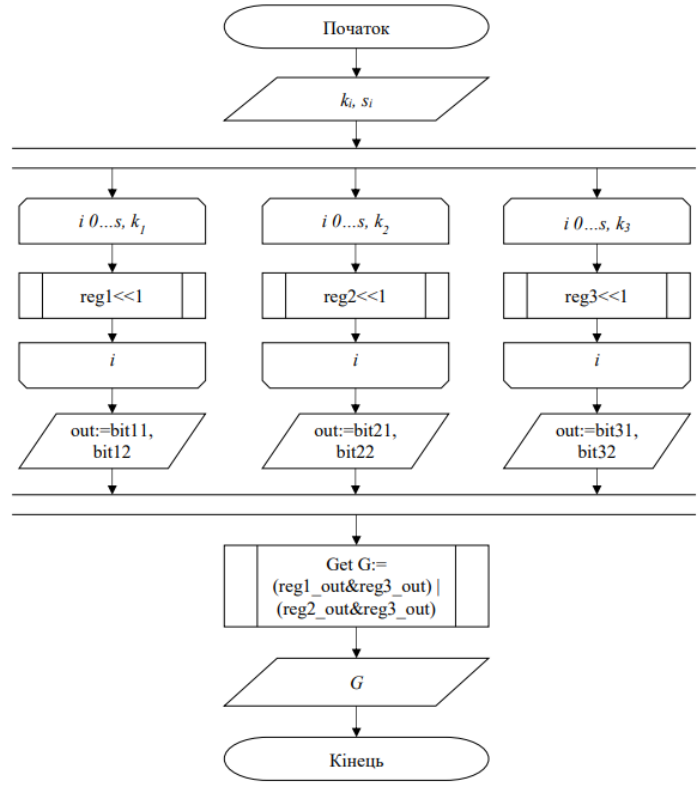 Початок
kᵢ, sᵢ
i 0...s, k₁
i 0...s, k₂
i 0...s, k₃
reg1<<1
reg2<<1
reg3<<1
i
i
i
out:=bit11,
bit12
out:=bit21,
bit22
out:=bit31,
bit32
Get G:=
(reg1_out&reg3_out) |
(reg2_out&reg3_out)
G
Кінець